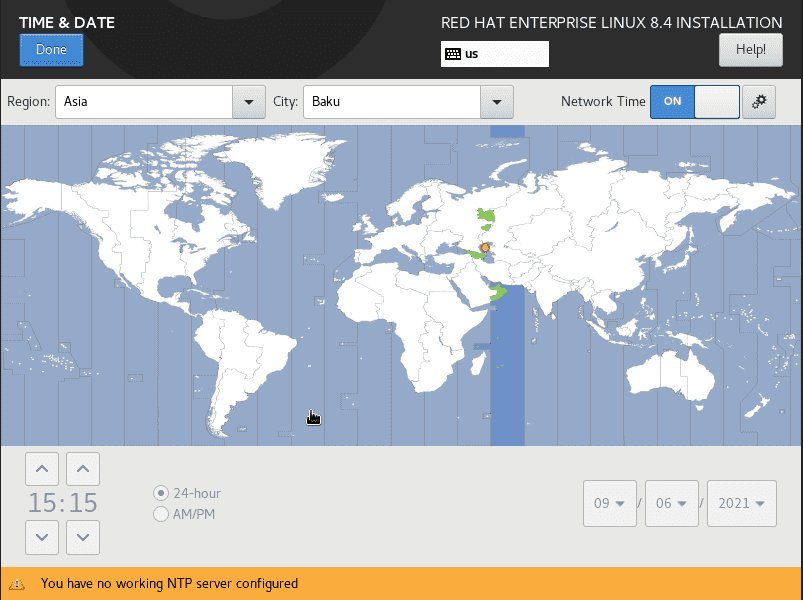 TIME & DATE
RED HAT ENTERPRISE LINUX 8.4 INSTALLATION
Done
us
Help!
Region: Asia City: Baku Network Time ON
15:15
24-hour
AM/PM
09 / 06 / 2021
You have no working NTP server configured